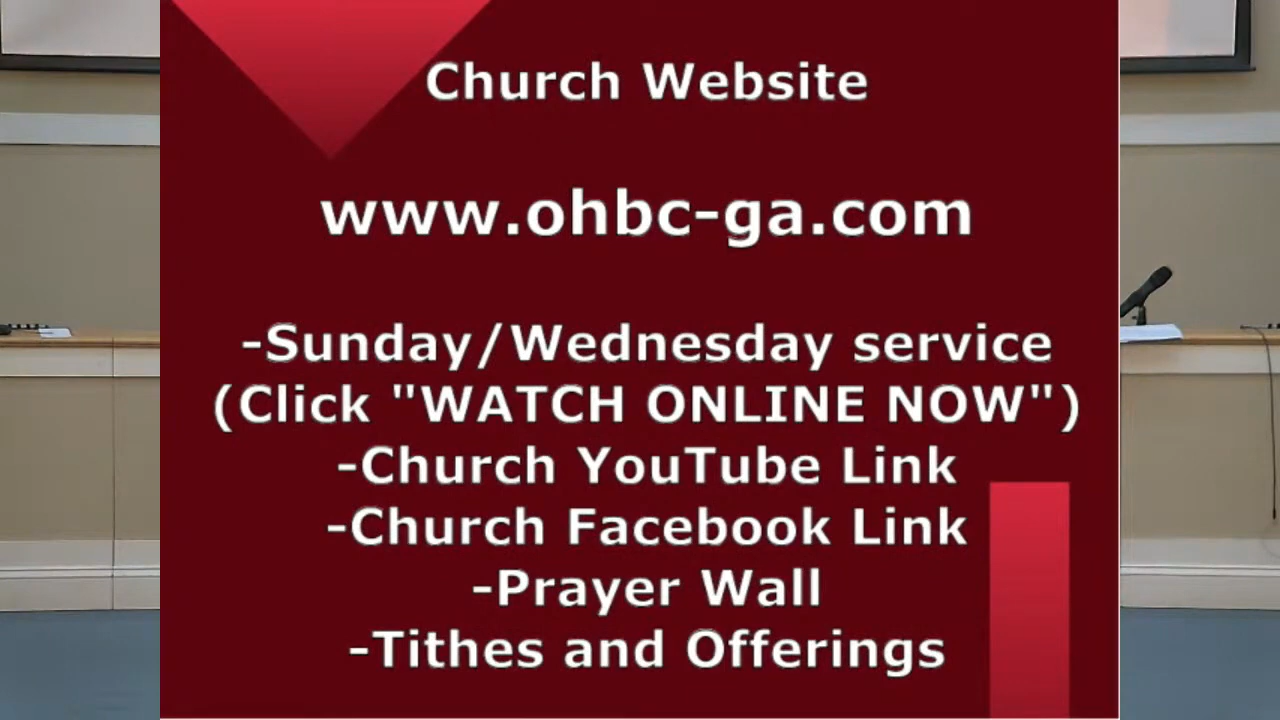 Church Website
www.ohbc-ga.com
-Sunday/Wednesday service
(Click "WATCH ONLINE NOW")
-Church YouTube Link
-Church Facebook Link
-Prayer Wall
-Tithes and Offerings